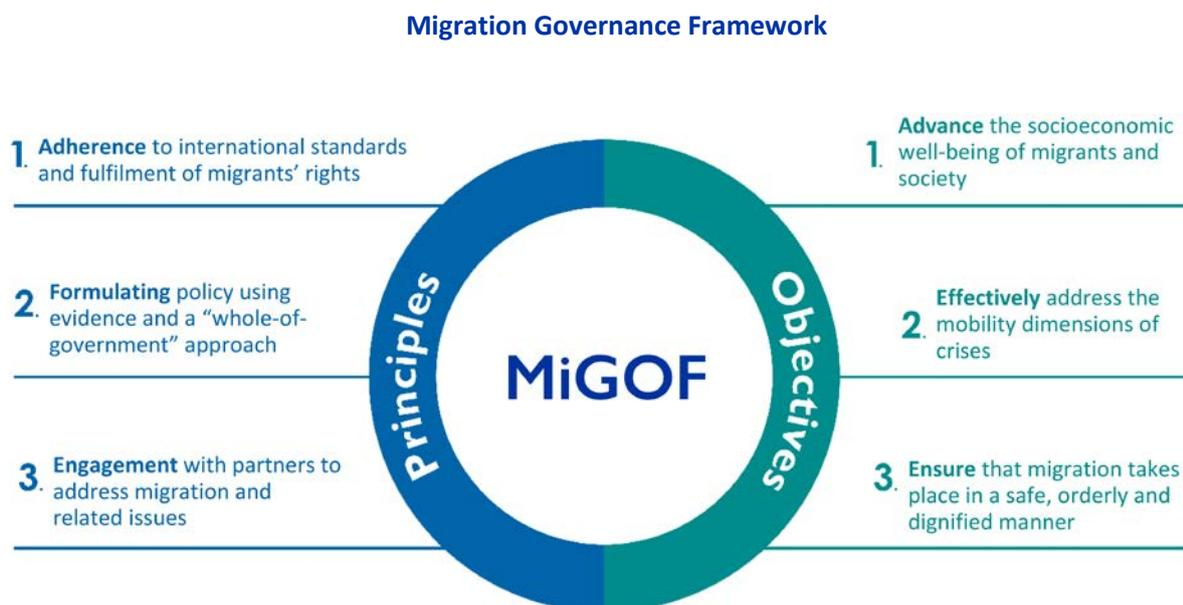 Migration Governance Framework
1. Adherence to international standards
and fulfilment of migrants' rights
2. Formulating policy using
evidence and a “whole-of-
government” approach
3. Engagement with partners to
address migration and
related issues
Principles
MiGOF
Objectives
1. Advance the socioeconomic
well-being of migrants and
society
2. Effectively address the
mobility dimensions of
crises
3. Ensure that migration takes
place in a safe, orderly and
dignified manner